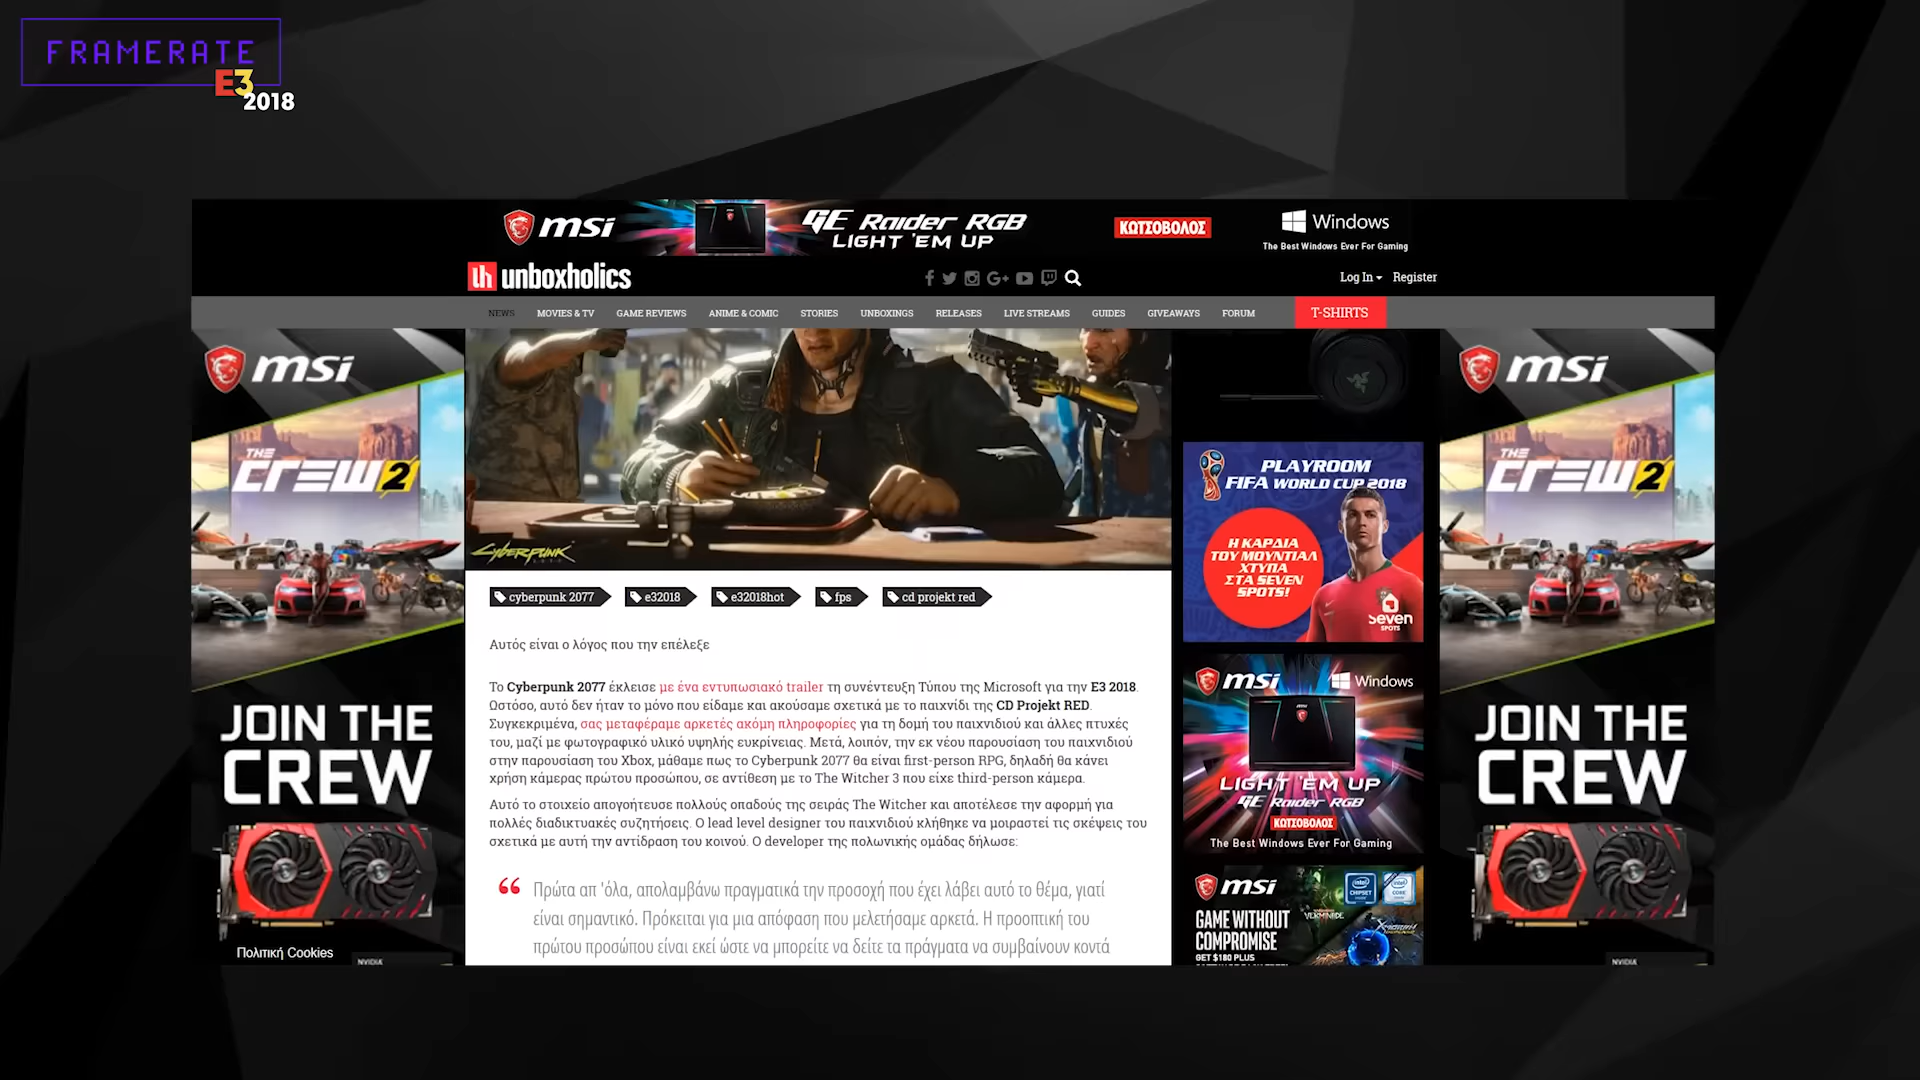 FRAMERATE
E3
2018
msi
GE Raider RGB
LIGHT 'EM UP
ΚΩΤΣΟΒΟΛΟΣ
Windows
The Best Windows Ever For Gaming
unboxholics
Log In
Register
NEWS
MOVIES & TV
GAME REVIEWS
ANIME & COMIC
STORIES
UNBOXINGS
RELEASES
LIVE STREAMS
GUIDES
GIVEAWAYS
FORUM
T-SHIRTS
msi
THE
CREW 2
JOIN THE
CREW
Πολιτική Cookies
NVIDIA
CYBERPUNK
cyberpunk 2077
e32018
e32018hot
fps
cd projekt red
Αυτός είναι ο λόγος που την επέλεξε
Το Cyberpunk 2077 έκλεισε με ένα εντυπωσιακό trailer τη συνέντευξη Τύπου της Microsoft για την E3 2018.
Ωστόσο, αυτό δεν ήταν το μόνο που είδαμε και ακούσαμε σχετικά με το παιχνίδι της CD Projekt RED.
Συγκεκριμένα, σας μεταφέραμε αρκετές ακόμη πληροφορίες για τη δομή του παιχνιδιού και άλλες πτυχές
του, μαζί με φωτογραφικό υλικό υψηλής ευκρίνειας. Μετά, λοιπόν, την εκ νέου παρουσίαση του παιχνιδιού
στην παρουσίαση του Xbox, μάθαμε πως το Cyberpunk 2077 θα είναι first-person RPG, δηλαδή θα κάνει
χρήση κάμερας πρώτου προσώπου, σε αντίθεση με το The Witcher 3 που είχε third-person κάμερα.
Αυτό το στοιχείο απογοήτευσε πολλούς οπαδούς της σειράς The Witcher και αποτέλεσε την αφορμή για
πολλές διαδικτυακές συζητήσεις. Ο lead level designer του παιχνιδιού κλήθηκε να μοιραστεί τις σκέψεις του
σχετικά με αυτή την αντίδραση του κοινού. Ο developer της πολωνικής ομάδας δήλωσε:
Πρώτα απ 'όλα, απολαμβάνω πραγματικά την προσοχή που έχει λάβει αυτό το θέμα, γιατί
είναι σημαντικό. Πρόκειται για μια απόφαση που μελετήσαμε αρκετά. Η προοπτική του
πρώτου προσώπου είναι εκεί ώστε να μπορείτε να δείτε τα πράγματα να συμβαίνουν κοντά
PLAYROOM
FIFA WORLD CUP 2018
Η ΚΑΡΔΙΑ
ΤΟΥ ΜΟΥΝΤΙΑΛ
ΧΤΥΠΑ
ΣΤΑ SEVEN
SPOTS!
seven
SPOTS
msi
Windows
LIGHT 'EM UP
GE Raider RGB
ΚΩΤΣΟΒΟΛΟΣ
The Best Windows Ever For Gaming
msi
GAME WITHOUT
COMPROMISE
GET $180 PLUS
msi
THE
CREW 2
JOIN THE
CREW
NVIDIA